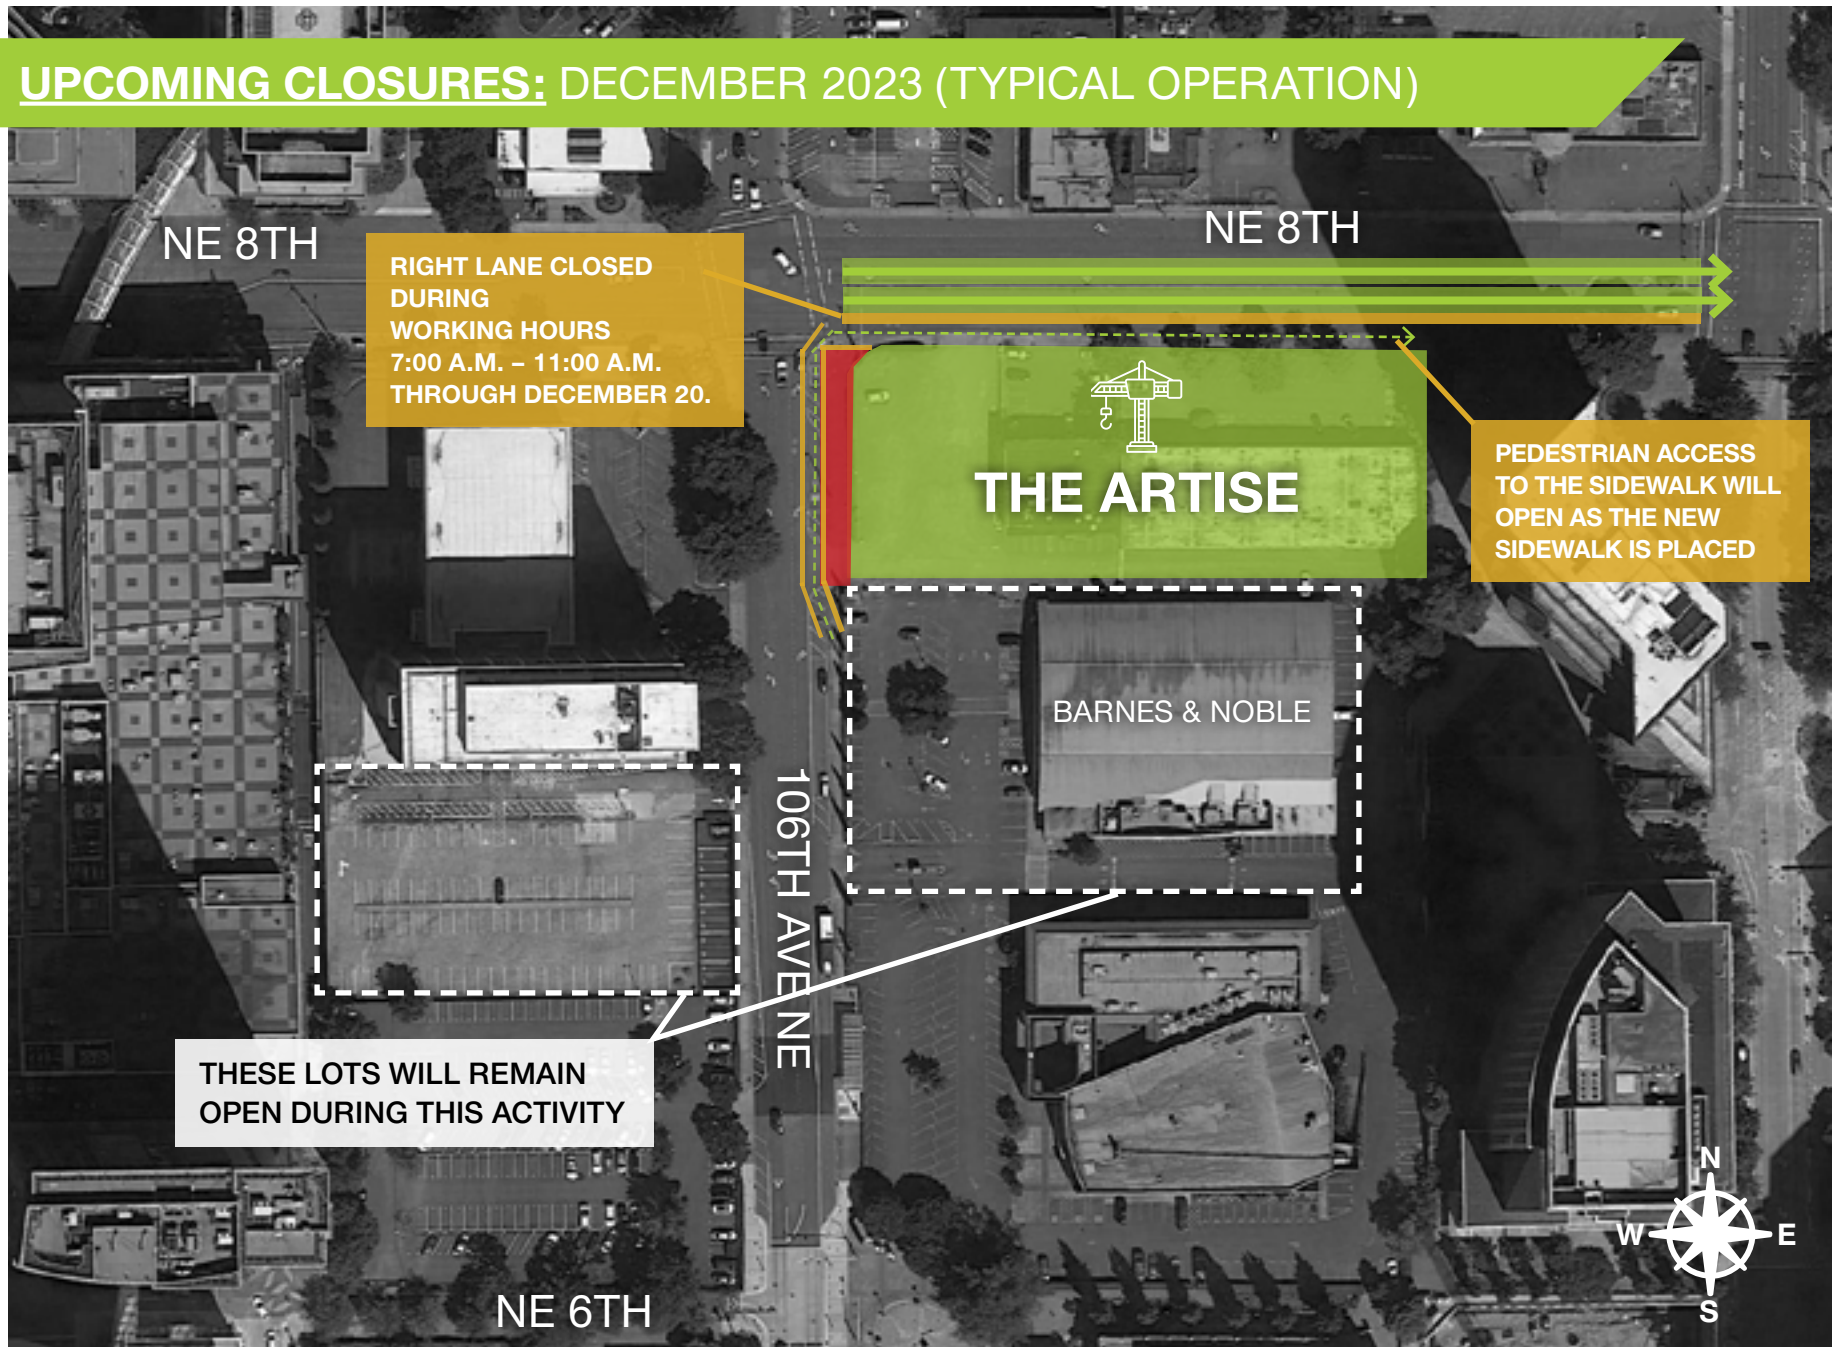 UPCOMING CLOSURES: DECEMBER 2023 (TYPICAL OPERATION)
NE 8TH
NE 8TH
RIGHT LANE CLOSED
DURING
WORKING HOURS
7:00 A.M. – 11:00 A.M.
THROUGH DECEMBER 20.
THE ARTISE
PEDESTRIAN ACCESS
TO THE SIDEWALK WILL
OPEN AS THE NEW
SIDEWALK IS PLACED
BARNES & NOBLE
106TH AVE NE
THESE LOTS WILL REMAIN
OPEN DURING THIS ACTIVITY
NE 6TH
N
W
E
S